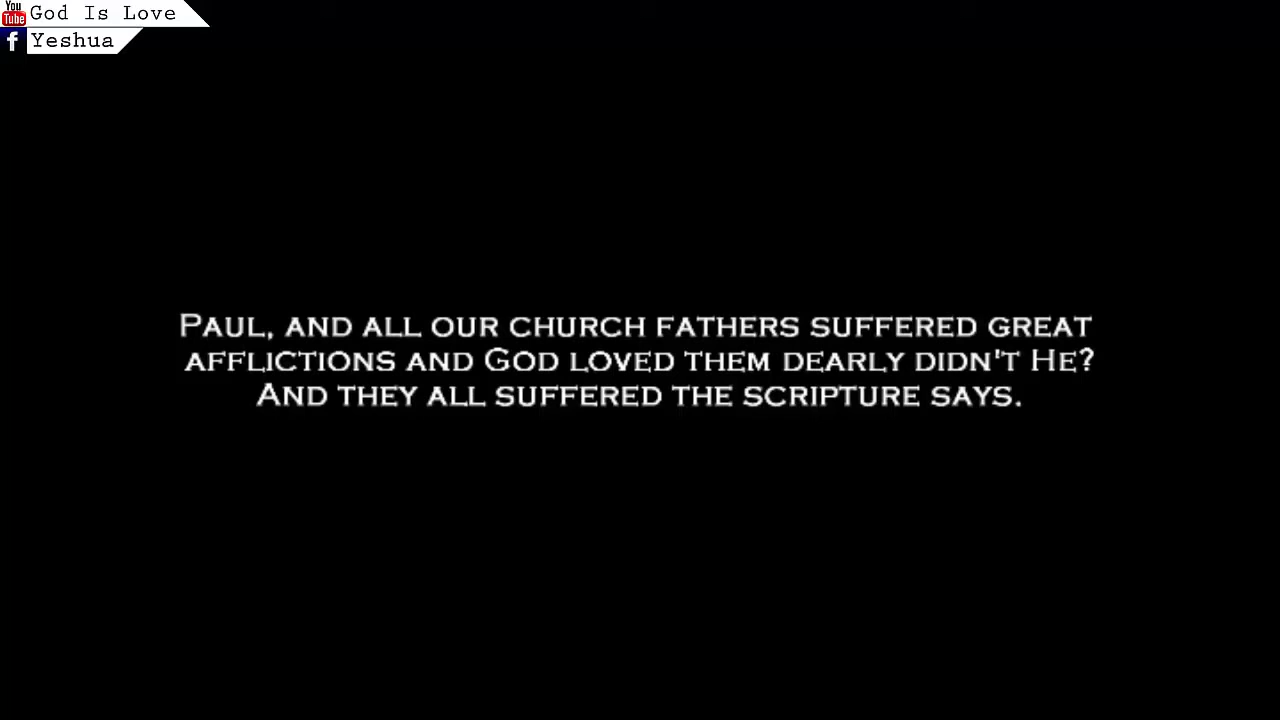 You
Tube
God Is Love
f
Yeshua
PAUL, AND ALL OUR CHURCH FATHERS SUFFERED GREAT
AFFLICTIONS AND GOD LOVED THEM DEARLY DIDN'T HE?
AND THEY ALL SUFFERED THE SCRIPTURE SAYS.